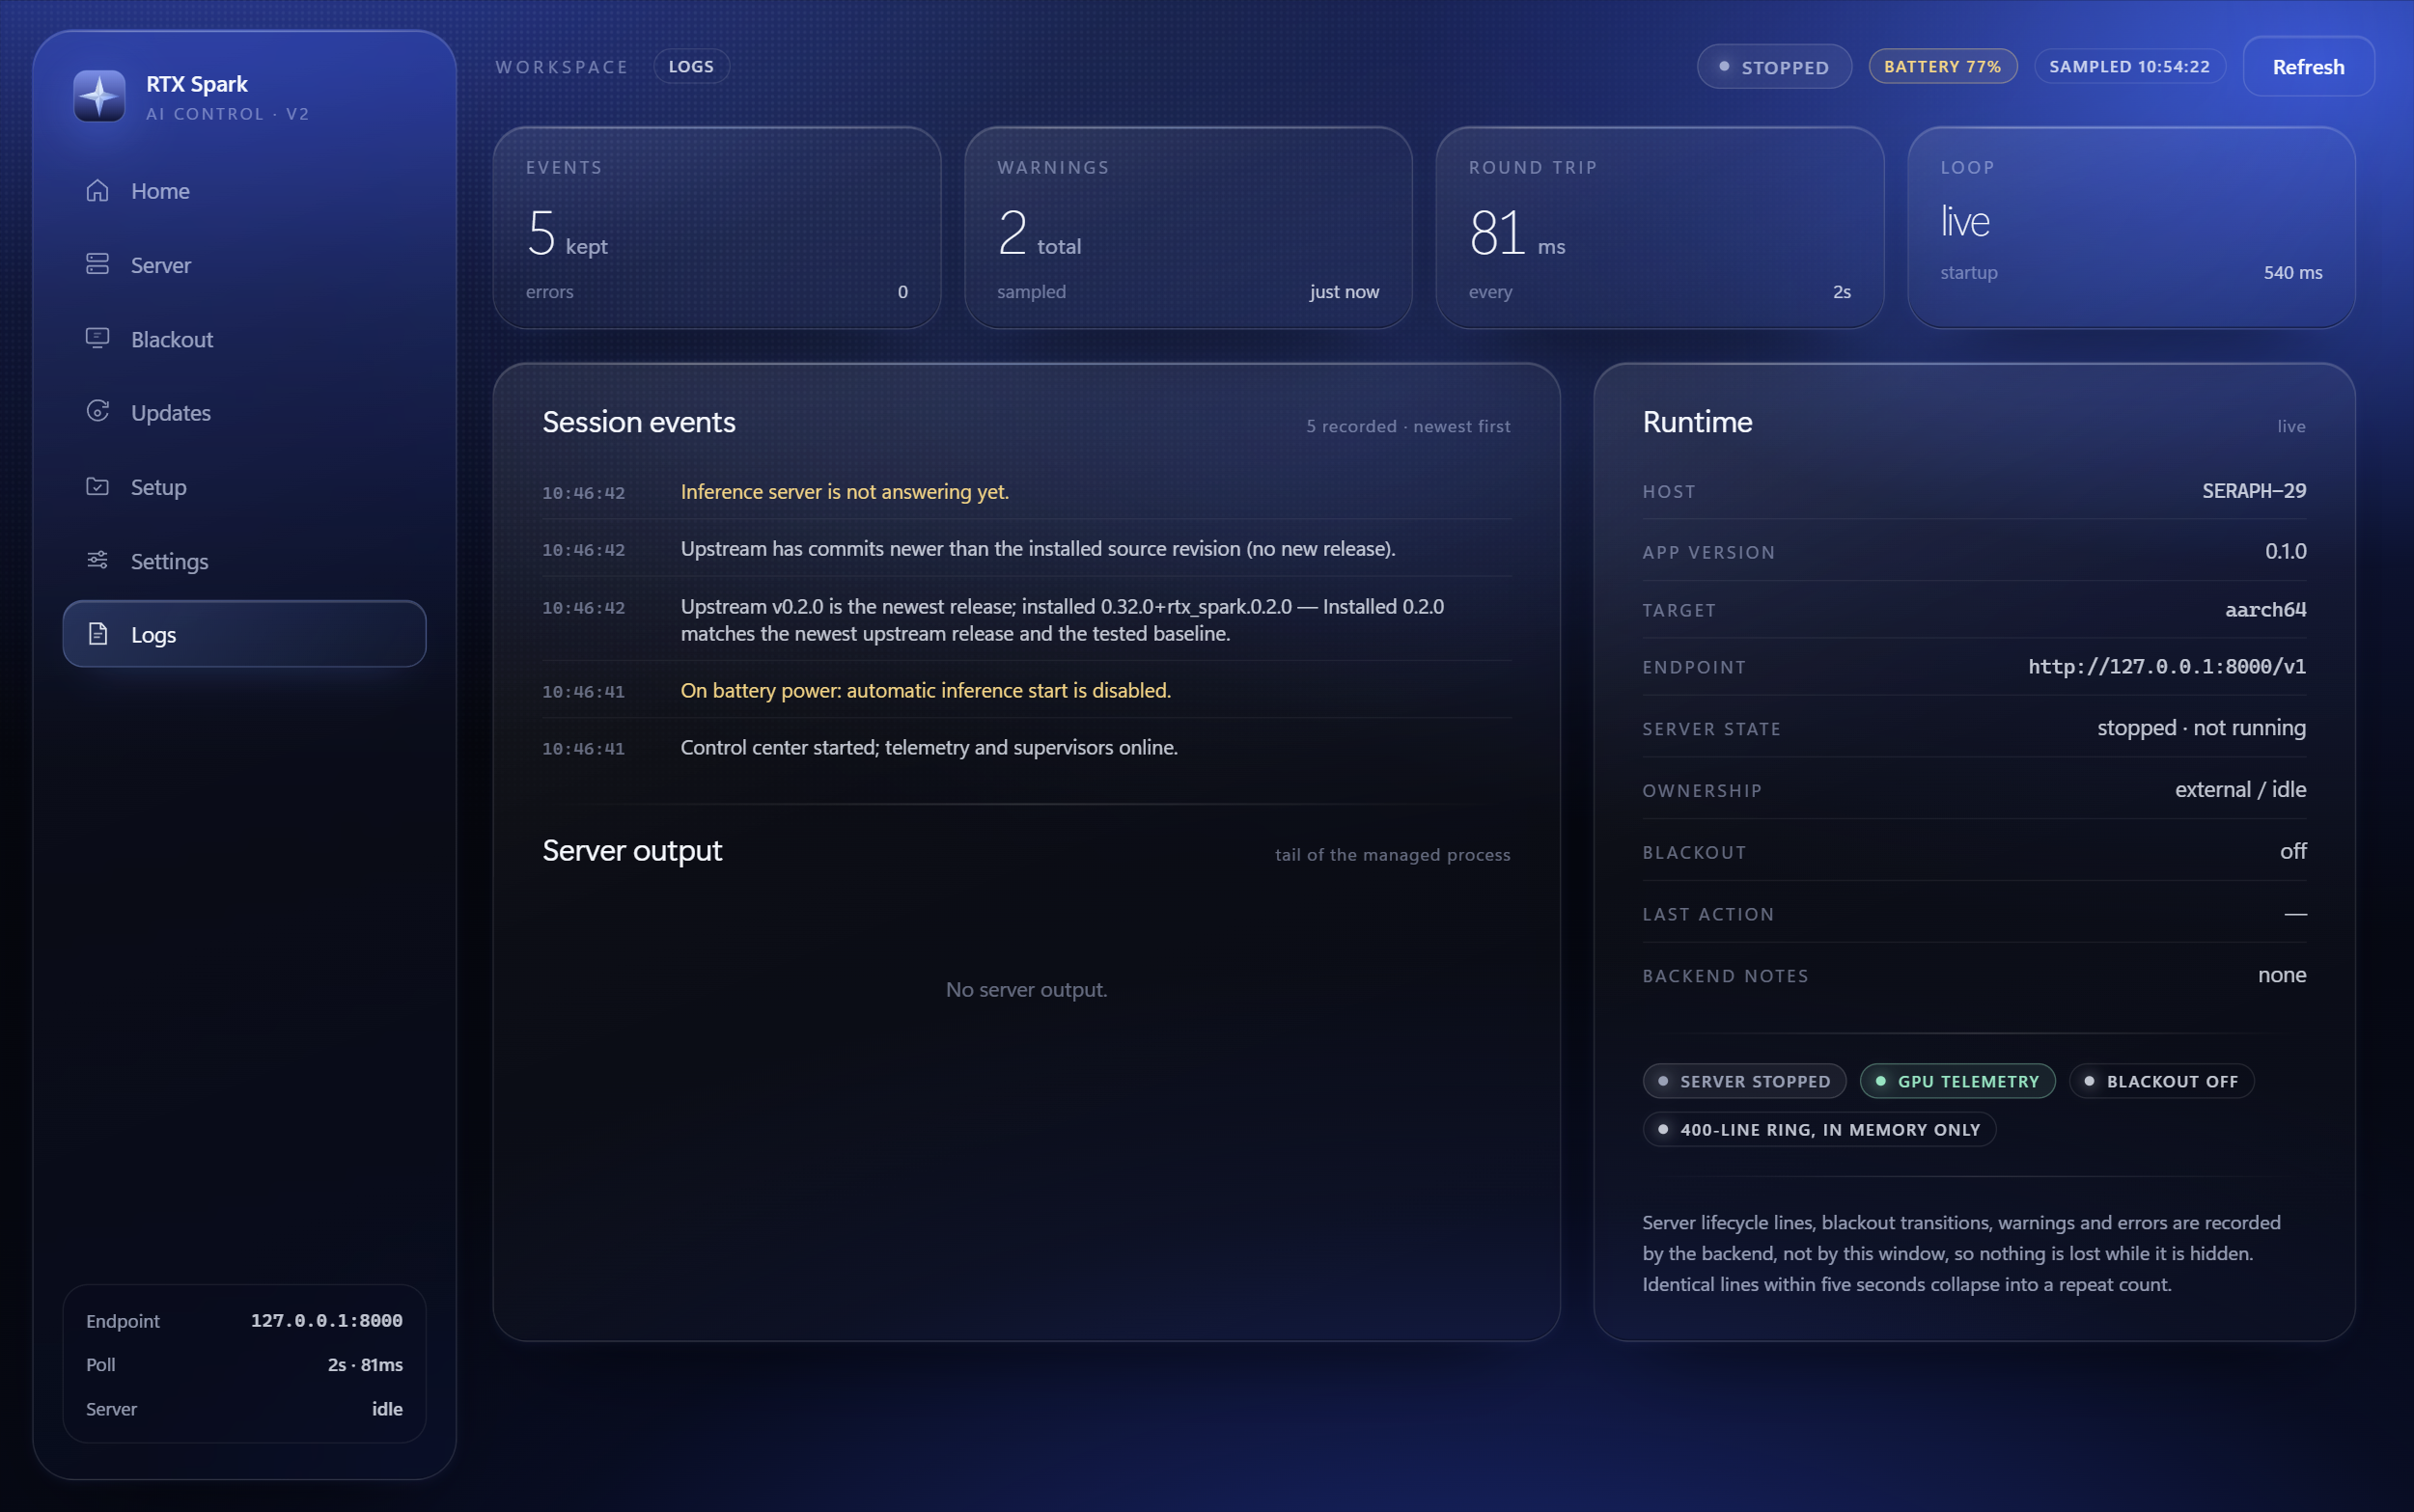 RTX Spark
AI CONTROL · V2
Home
Server
Blackout
Updates
Setup
Settings
Logs
Endpoint 127.0.0.1:8000
Poll 2s · 81ms
Server idle
WORKSPACE LOGS
STOPPED BATTERY 77% SAMPLED 10:54:22 Refresh
EVENTS
5 kept
errors 0
WARNINGS
2 total
sampled just now
ROUND TRIP
81 ms
every 2s
LOOP
live
startup 540 ms
Session events 5 recorded · newest first
10:46:42 Inference server is not answering yet.
10:46:42 Upstream has commits newer than the installed source revision (no new release).
10:46:42 Upstream v0.2.0 is the newest release; installed 0.32.0+rtx_spark.0.2.0 — Installed 0.2.0
matches the newest upstream release and the tested baseline.
10:46:41 On battery power: automatic inference start is disabled.
10:46:41 Control center started; telemetry and supervisors online.
Server output tail of the managed process
No server output.
Runtime live
HOST SERAPH-29
APP VERSION 0.1.0
TARGET aarch64
ENDPOINT http://127.0.0.1:8000/v1
SERVER STATE stopped · not running
OWNERSHIP external / idle
BLACKOUT off
LAST ACTION —
BACKEND NOTES none
SERVER STOPPED GPU TELEMETRY BLACKOUT OFF
400-LINE RING, IN MEMORY ONLY
Server lifecycle lines, blackout transitions, warnings and errors are recorded
by the backend, not by this window, so nothing is lost while it is hidden.
Identical lines within five seconds collapse into a repeat count.